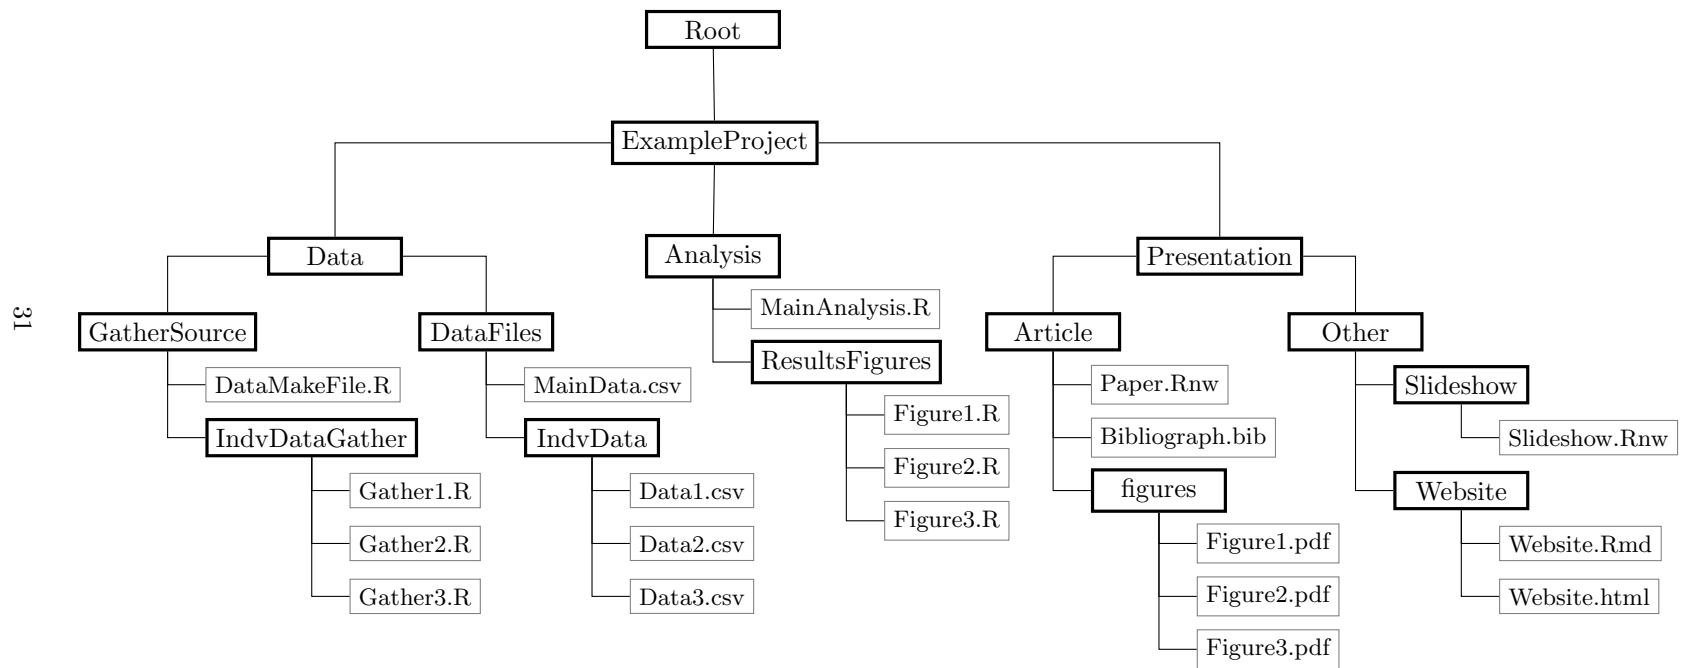 Root
ExampleProject
Data
Analysis
Presentation
GatherSource
DataFiles
MainAnalysis.R
Article
Other
31
ResultsFigures
DataMakeFile.R
MainData.csv
Paper.Rnw
Slideshow
Figure1.R
IndvDataGather
IndvData
Bibliograph.bib
Slideshow.Rnw
Figure2.R
Gather1.R
Data1.csv
figures
Website
Figure3.R
Gather2.R
Data2.csv
Figure1.pdf
Website.Rmd
Gather3.R
Data3.csv
Figure2.pdf
Website.html
Figure3.pdf